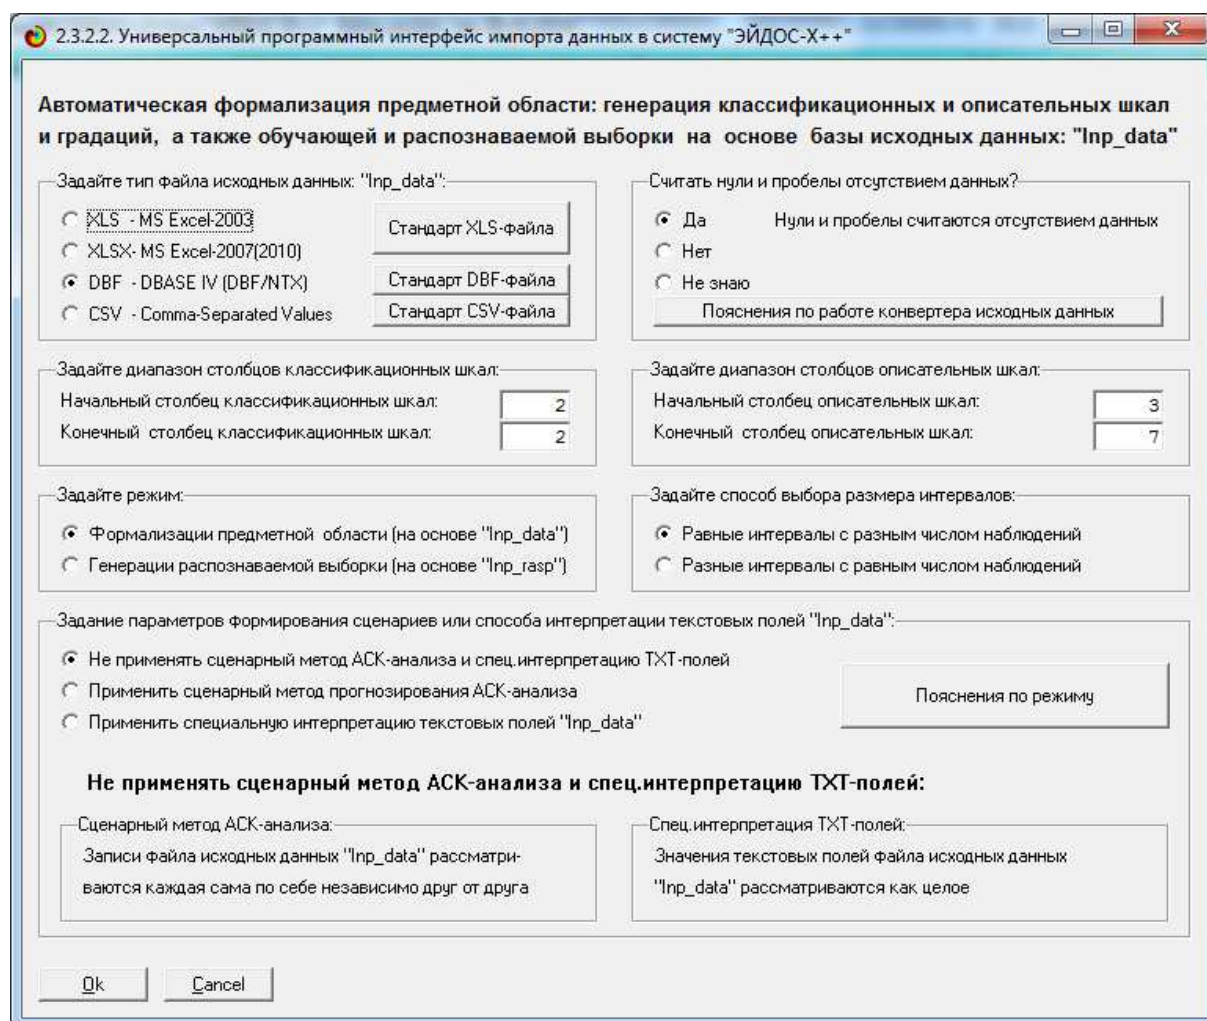 2.3.2.2. Универсальный программный интерфейс импорта данных в систему "ЭЙДОС-X++"
Автоматическая формализация предметной области: генерация классификационных и описательных шкал
и градаций, а также обучающей и распознаваемой выборки на основе базы исходных данных: "Inp_data"
Задайте тип файла исходных данных: "Inp_data":
XLS - MS Excel-2003
XLSX- MS Excel-2007(2010)
DBF - DBASE IV (DBF/NTX)
CSV - Comma-Separated Values
Стандарт XLS-файла
Стандарт DBF-файла
Стандарт CSV-файла
Считать нули и пробелы отсутствием данных?
Да Нули и пробелы считаются отсутствием данных
Нет
Не знаю
Пояснения по работе конвертера исходных данных
Задайте диапазон столбцов классификационных шкал:
Начальный столбец классификационных шкал: 2
Конечный столбец классификационных шкал: 2
Задайте диапазон столбцов описательных шкал:
Начальный столбец описательных шкал: 3
Конечный столбец описательных шкал: 7
Задайте режим:
Формализации предметной области (на основе "Inp_data")
Генерации распознаваемой выборки (на основе "Inp_rasp")
Задайте способ выбора размера интервалов:
Равные интервалы с разным числом наблюдений
Разные интервалы с равным числом наблюдений
Задание параметров формирования сценариев или способа интерпретации текстовых полей "Inp_data":
Не применять сценарный метод АСК-анализа и спец.интерпретацию TXT-полей
Применить сценарный метод прогнозирования АСК-анализа
Применить специальную интерпретацию текстовых полей "Inp_data"
Пояснения по режиму
Не применять сценарный метод АСК-анализа и спец.интерпретацию TXT-полей:
Сценарный метод АСК-анализа:
Записи файла исходных данных "Inp_data" рассматри-
ваются каждая сама по себе независимо друг от друга
Спец.интерпретация TXT-полей:
Значения текстовых полей файла исходных данных
"Inp_data" рассматриваются как целое
Ok
Cancel